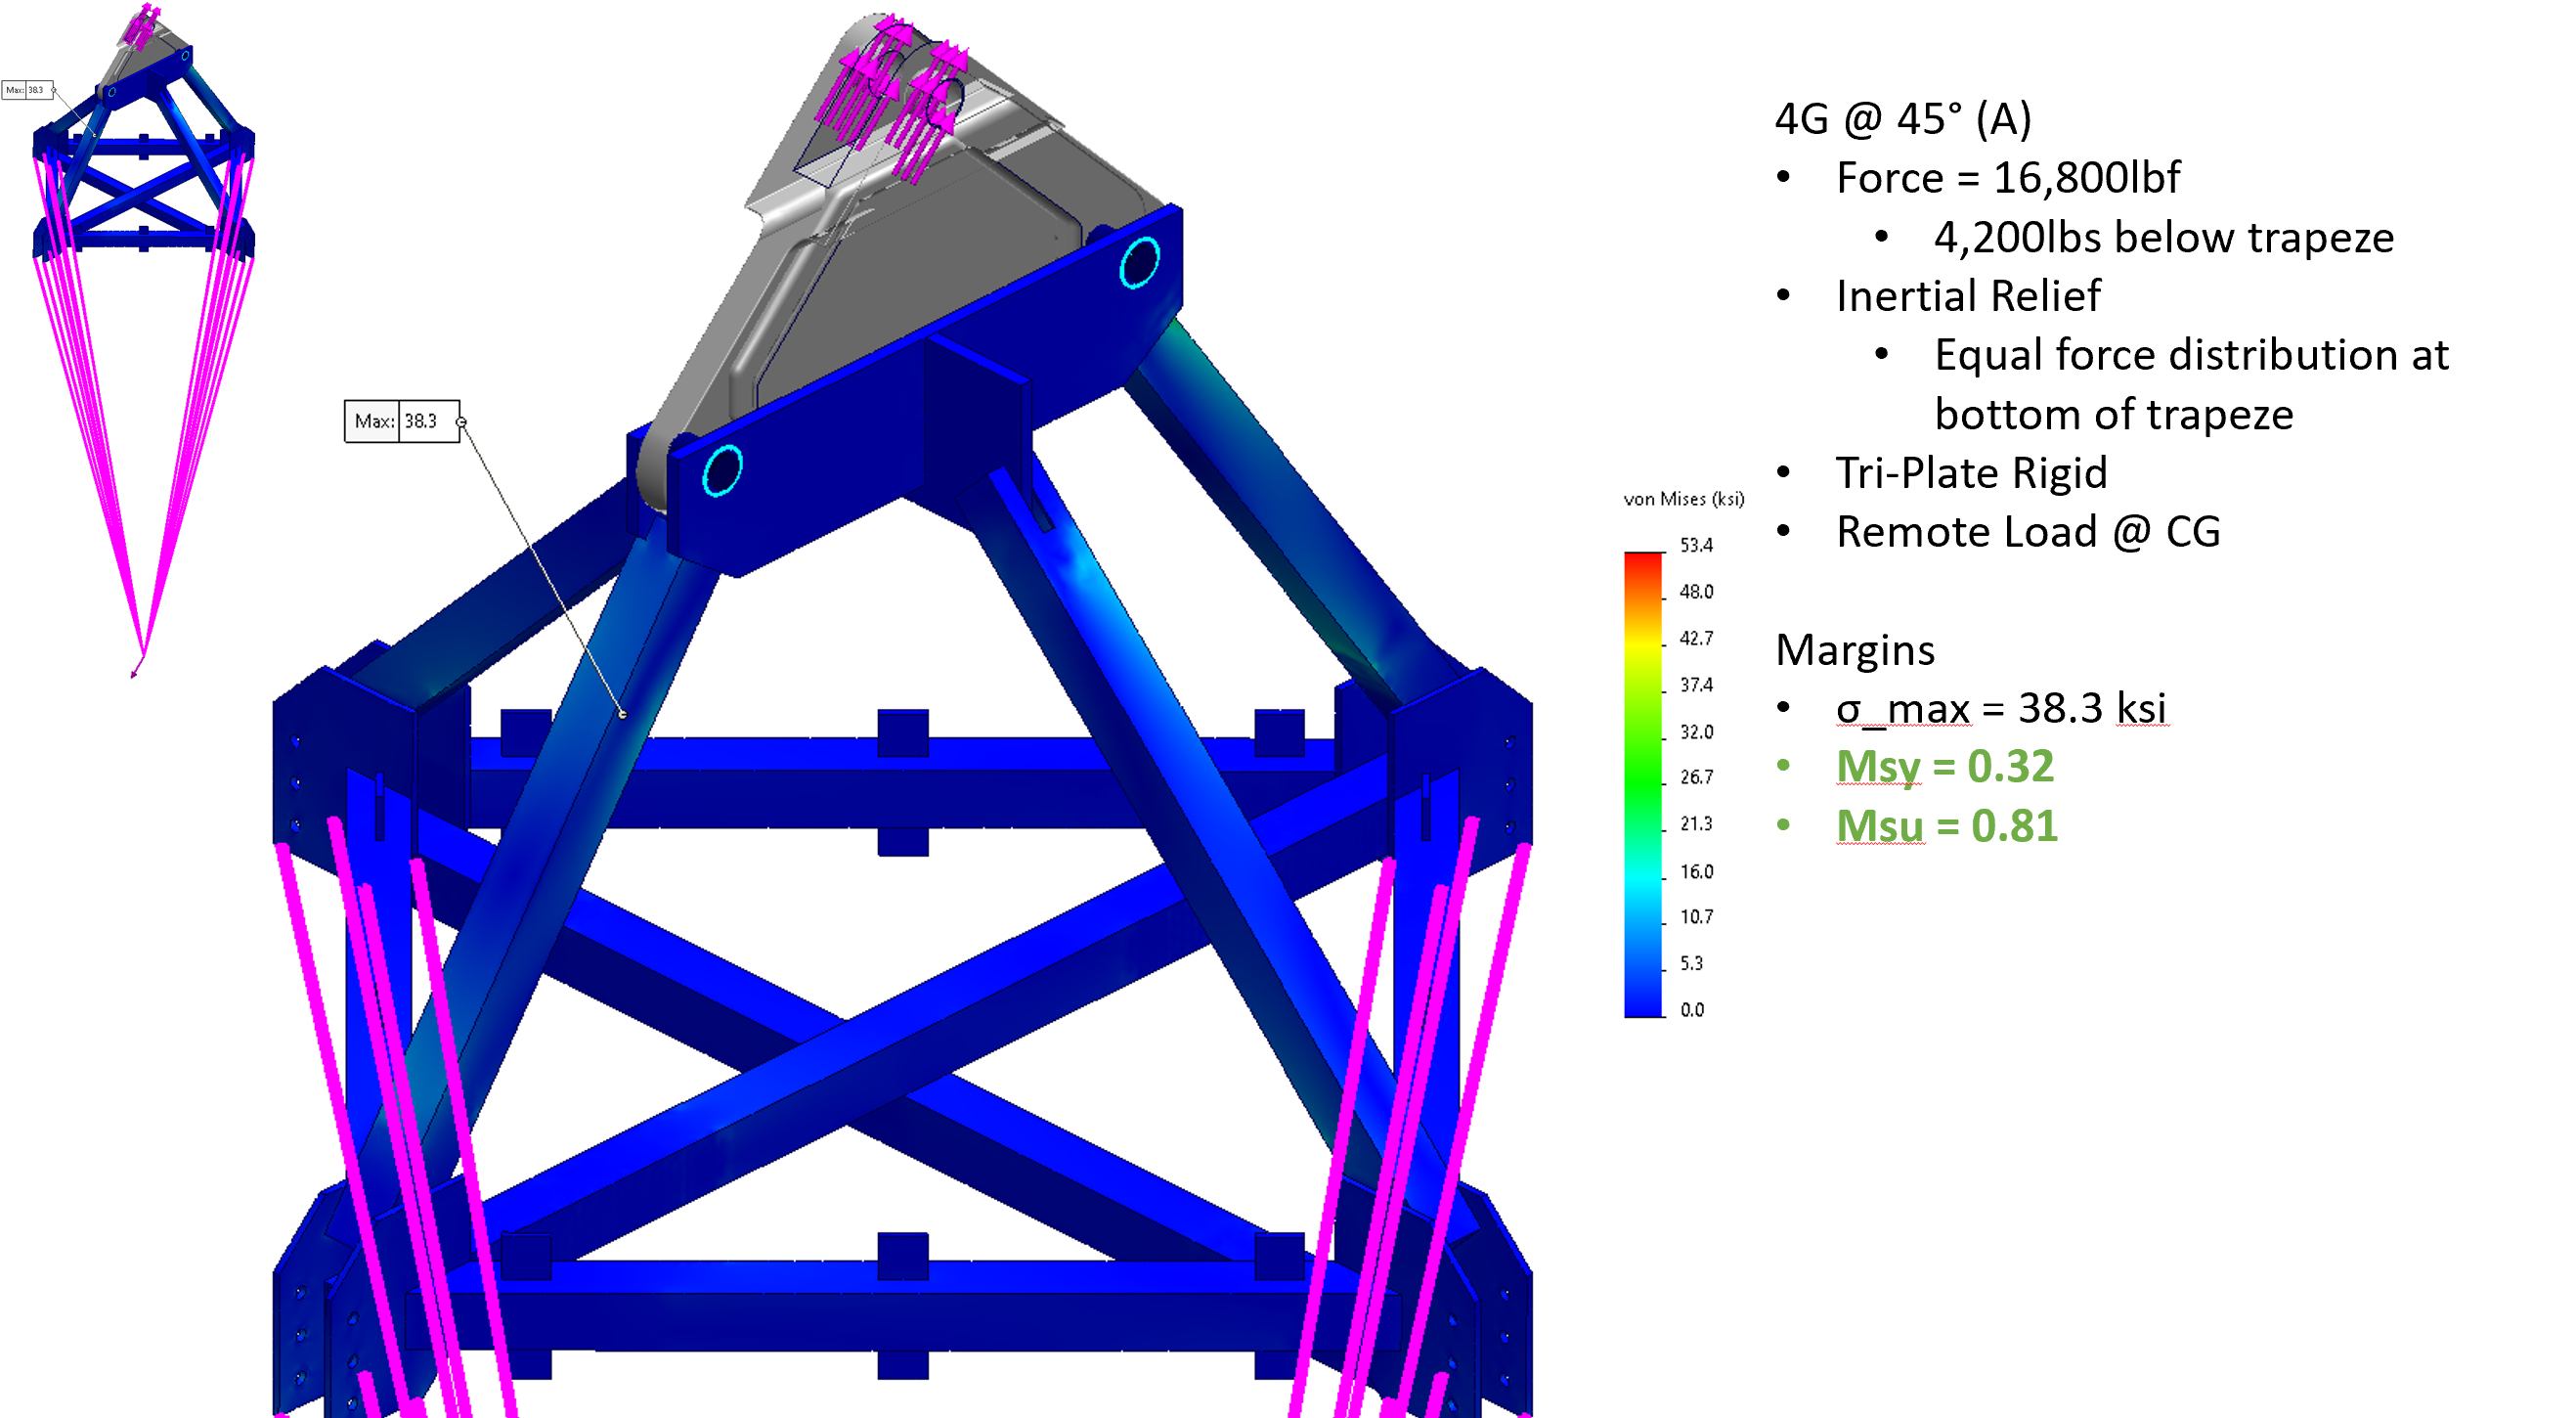 Max: 38.3
Max: 38.3
von Mises (ksi)
53.4
48.0
42.7
37.4
32.0
26.7
21.3
16.0
10.7
5.3
0.0
4G @ 45° (A)
• Force = 16,800lbf
• 4,200lbs below trapeze
• Inertial Relief
• Equal force distribution at
bottom of trapeze
• Tri-Plate Rigid
• Remote Load @ CG
Margins
• σ_max = 38.3 ksi
• Msy = 0.32
• Msu = 0.81